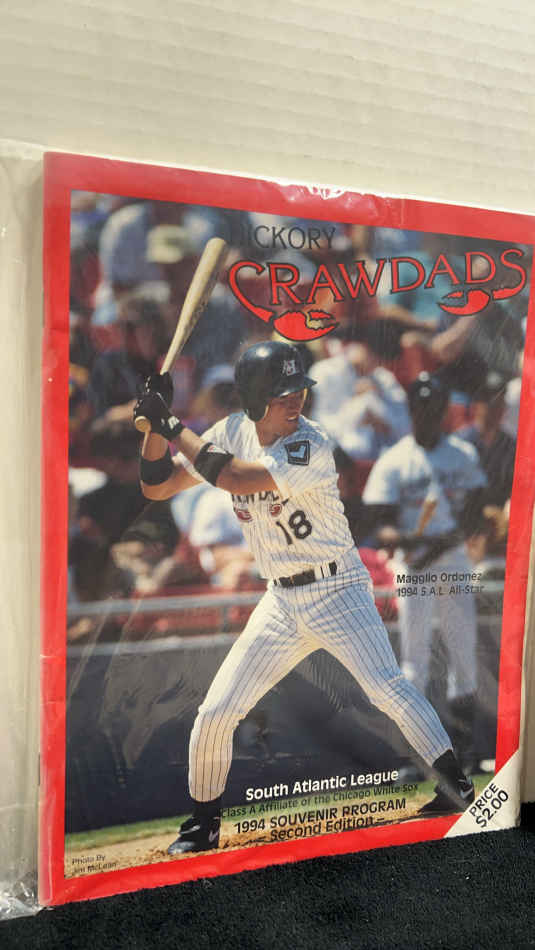 HICKORY
CRAWDADS
18
Magglio Ordonez
1994 S.A.L. All-Star
South Atlantic League
Class A Affiliate of the Chicago White Sox
1994 SOUVENIR PROGRAM
Second Edition
PRICE
$2.00
Photo By
Jim McLean